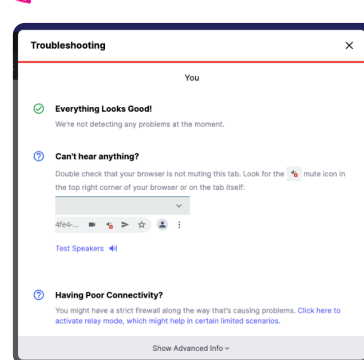 Troubleshooting
You
Everything Looks Good!
We're not detecting any problems at the moment.
Can't hear anything?
Double check that your browser is not muting this tab. Look for the mute icon in
the top right corner of your browser or on the tab itself:
4fe4-...
Test Speakers
Having Poor Connectivity?
You might have a strict firewall along the way that's causing problems. Click here to
activate relay mode, which might help in certain limited scenarios.
Show Advanced Info